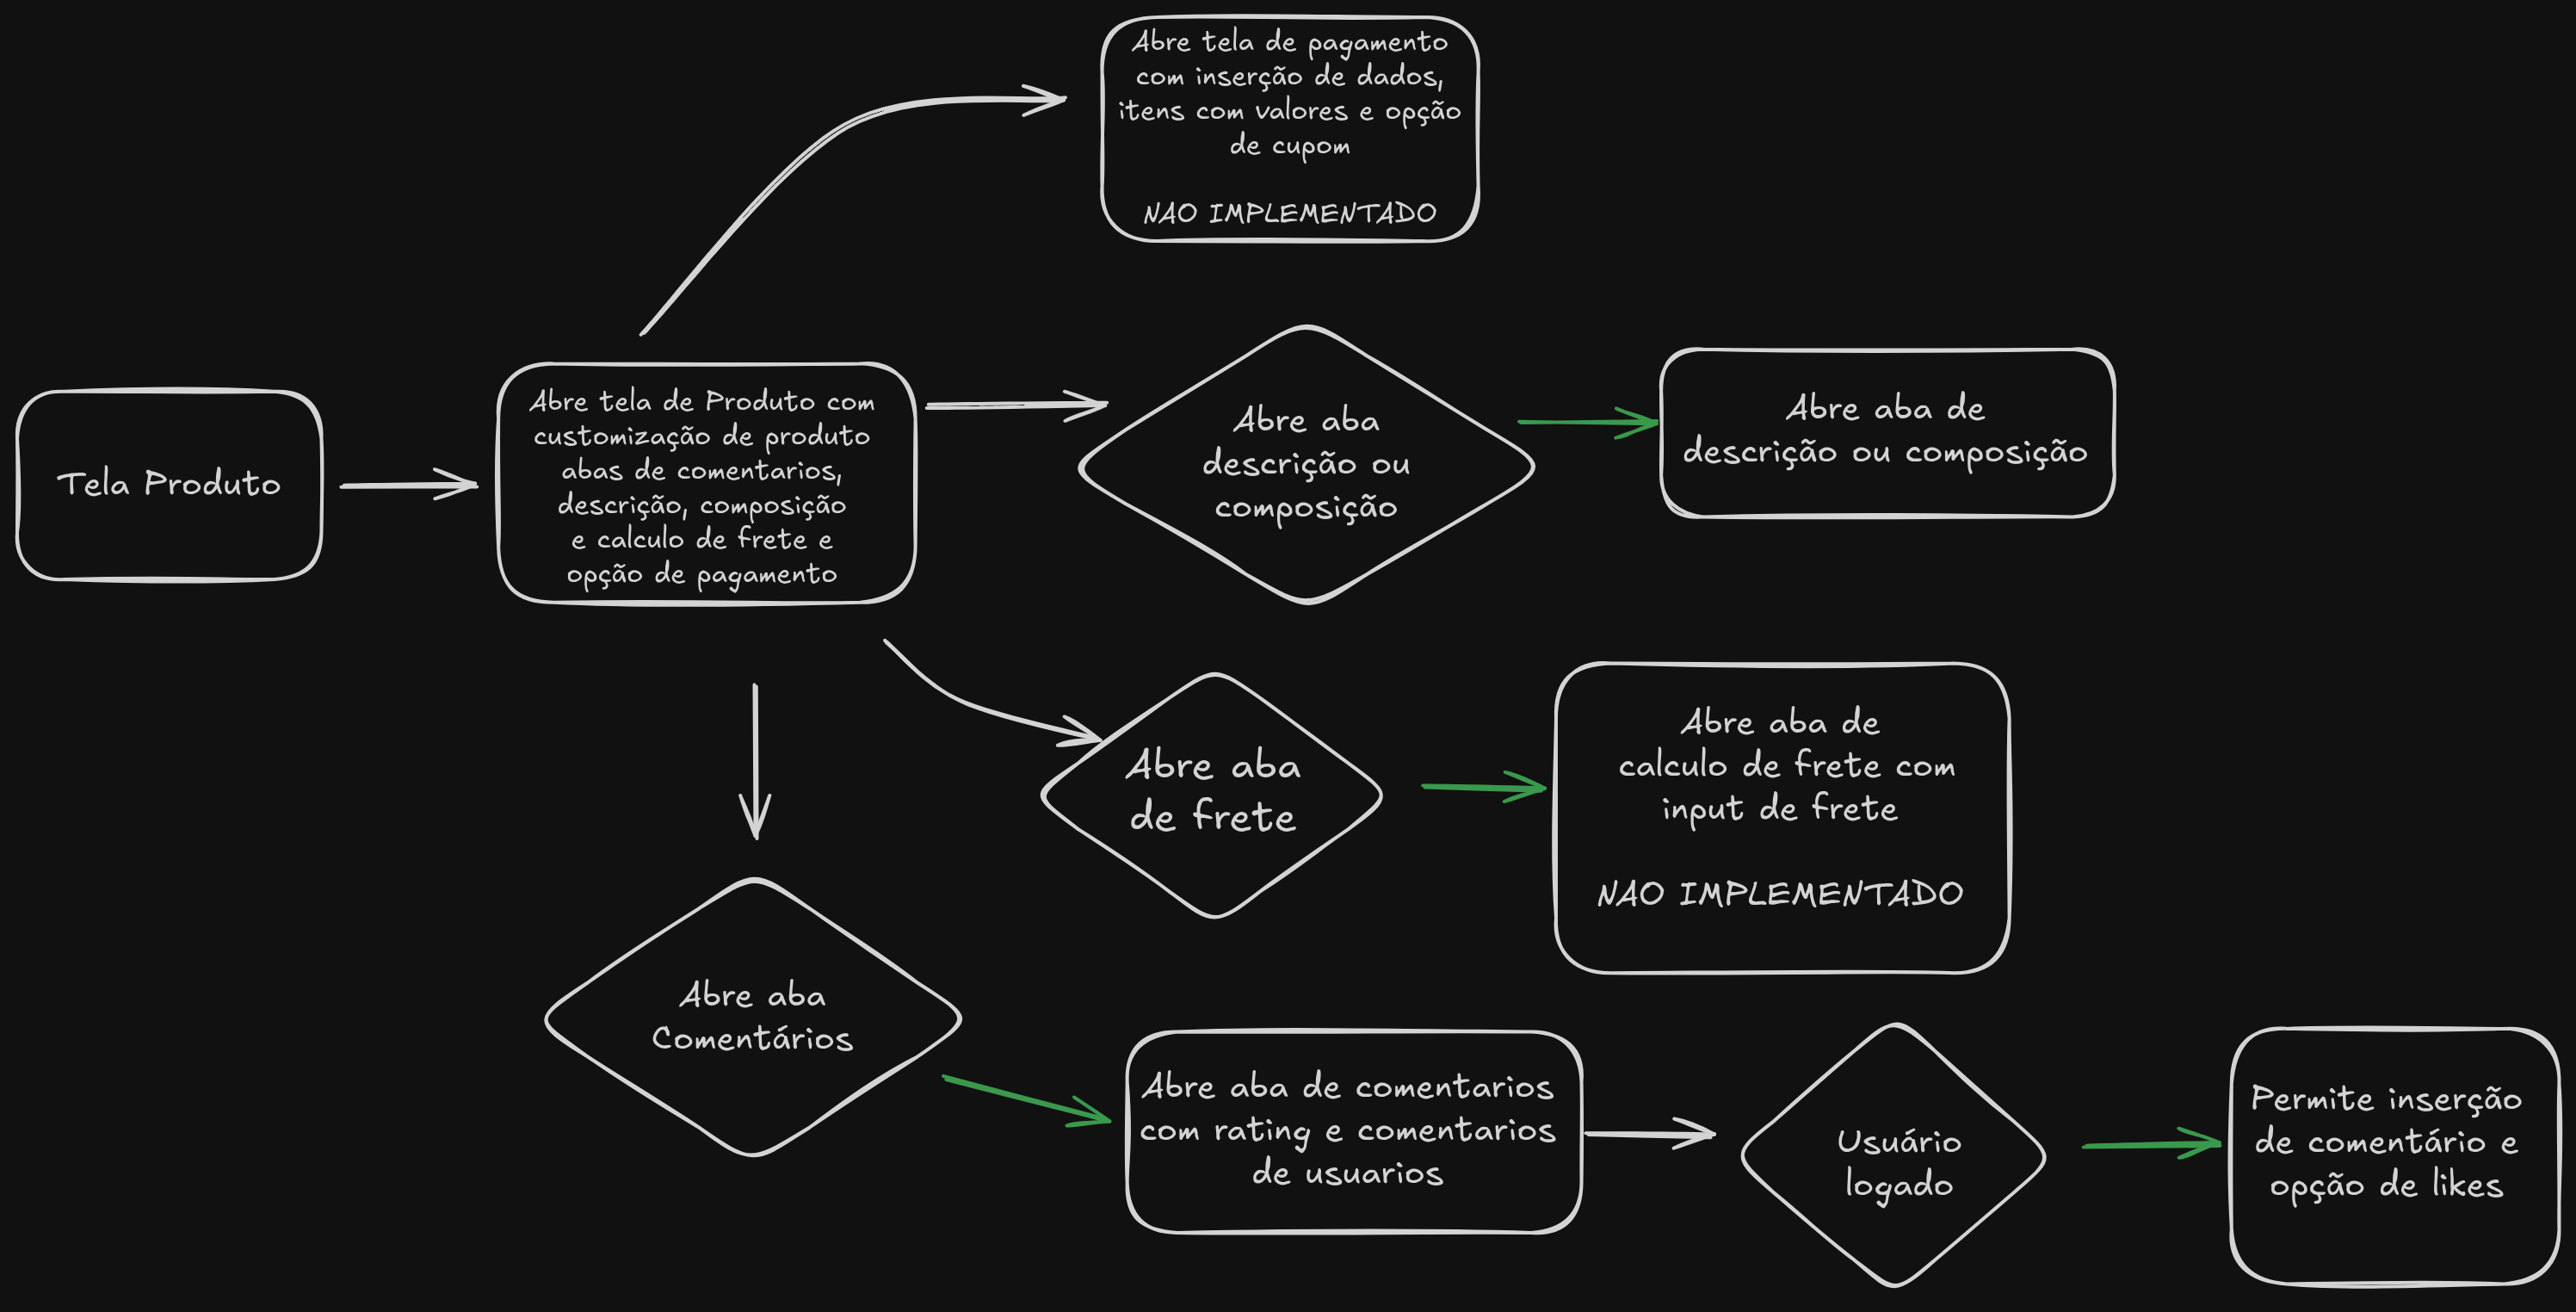 Abre tela de pagamento
com inserção de dados,
itens com valores e opção
de cupom
NAO IMPLEMENTADO
Tela Produto
Abre tela de Produto com
customização de produto
abas de comentarios,
descrição, composição
e calculo de frete e
opção de pagamento
Abre aba
descrição ou
composição
Abre aba de
descrição ou composição
Abre aba
de frete
Abre aba de
calculo de frete com
input de frete
NAO IMPLEMENTADO
Abre aba
Comentários
Abre aba de comentarios
com rating e comentarios
de usuarios
Usuário
logado
Permite inserção
de comentário e
opção de likes